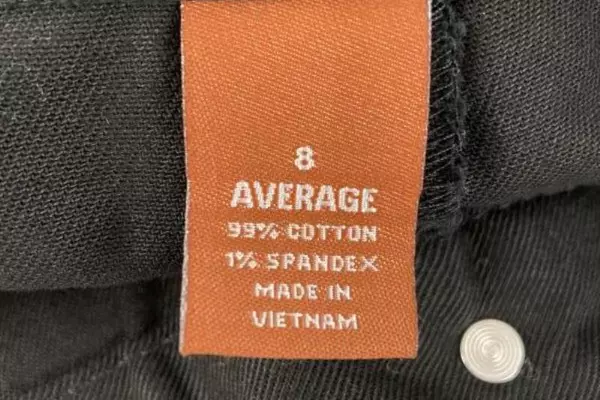 8
AVERAGE
99% COTTON
1% SPANDEX
MADE IN
VIETNAM